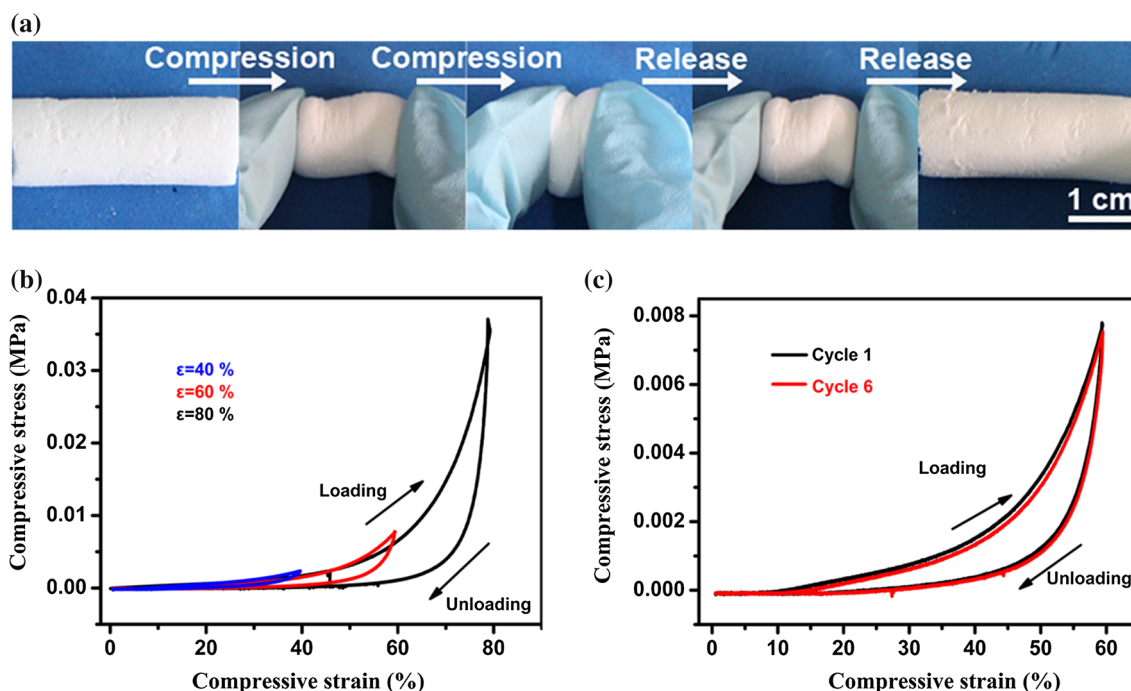 (a)
Compression Compression Release Release
1 cm
(b)
Compressive stress (MPa)
0.04
0.03
0.02
0.01
0.00
ε=40 %
ε=60 %
ε=80 %
Loading
Unloading
0 20 40 60 80
Compressive strain (%)
(c)
Compressive stress (MPa)
0.008
0.006
0.004
0.002
0.000
Cycle 1
Cycle 6
Loading
Unloading
0 10 20 30 40 50 60
Compressive strain (%)